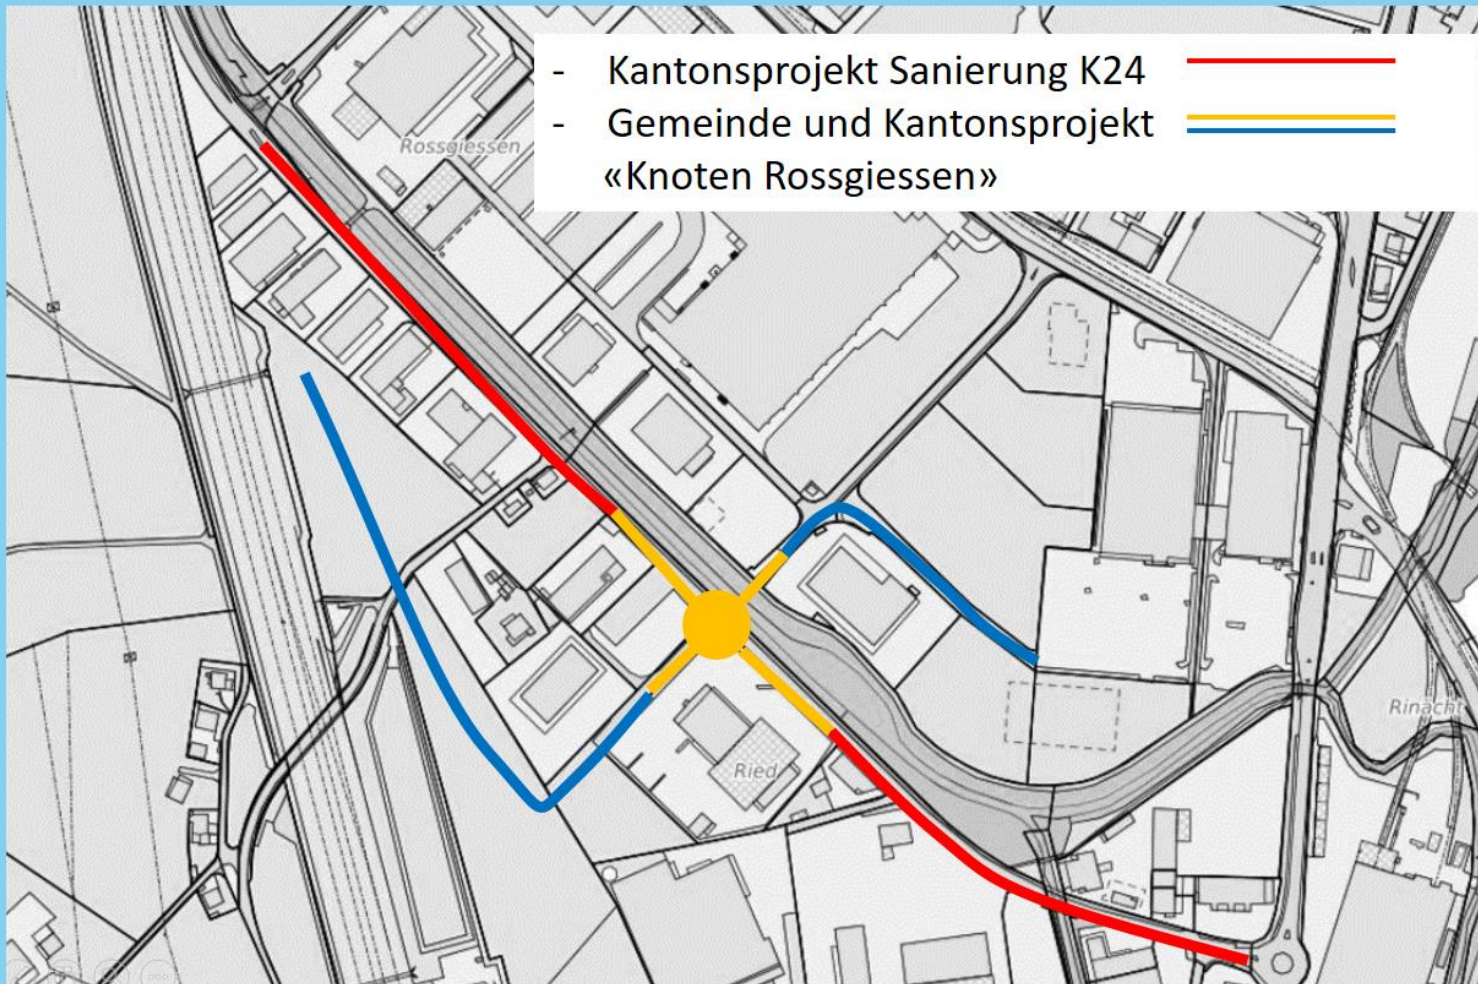 - Kantonsprojekt Sanierung K24
- Gemeinde und Kantonsprojekt
«Knoten Rossgiessen»
Rossgiessen
Rinacht
Ried